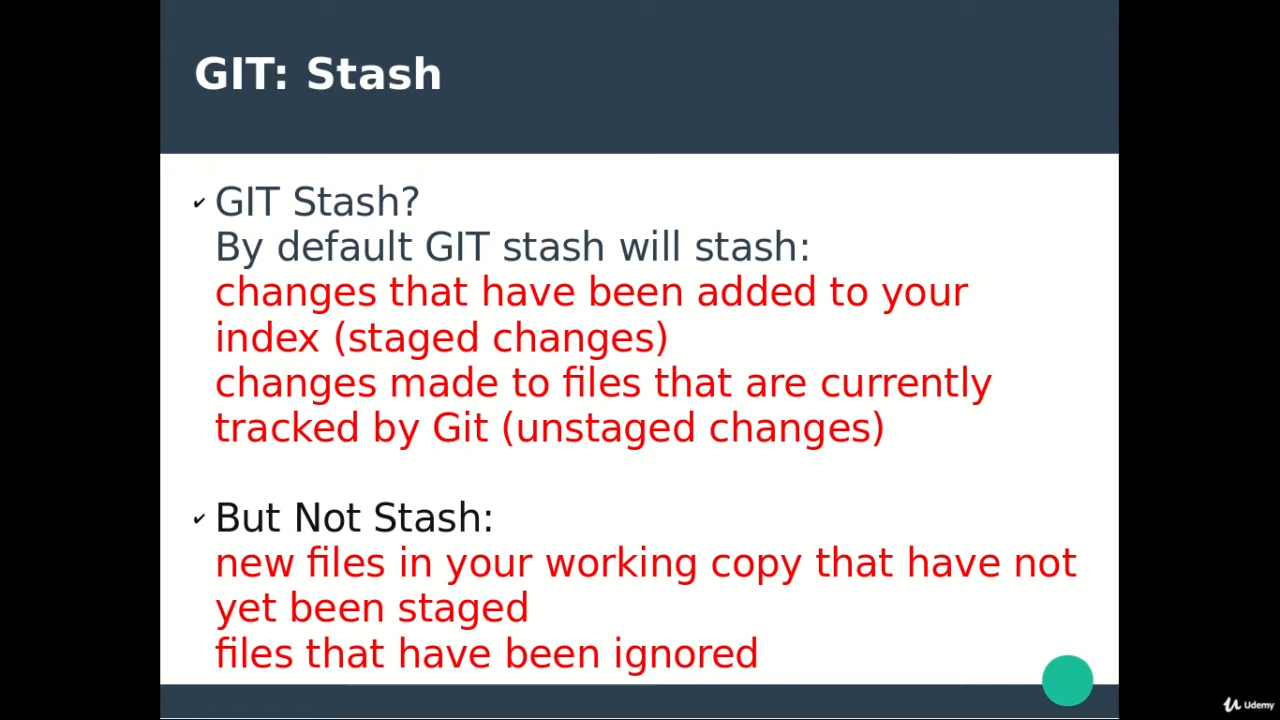 GIT: Stash
✔ GIT Stash?
By default GIT stash will stash:
changes that have been added to your
index (staged changes)
changes made to files that are currently
tracked by Git (unstaged changes)
✔ But Not Stash:
new files in your working copy that have not
yet been staged
files that have been ignored
Udemy